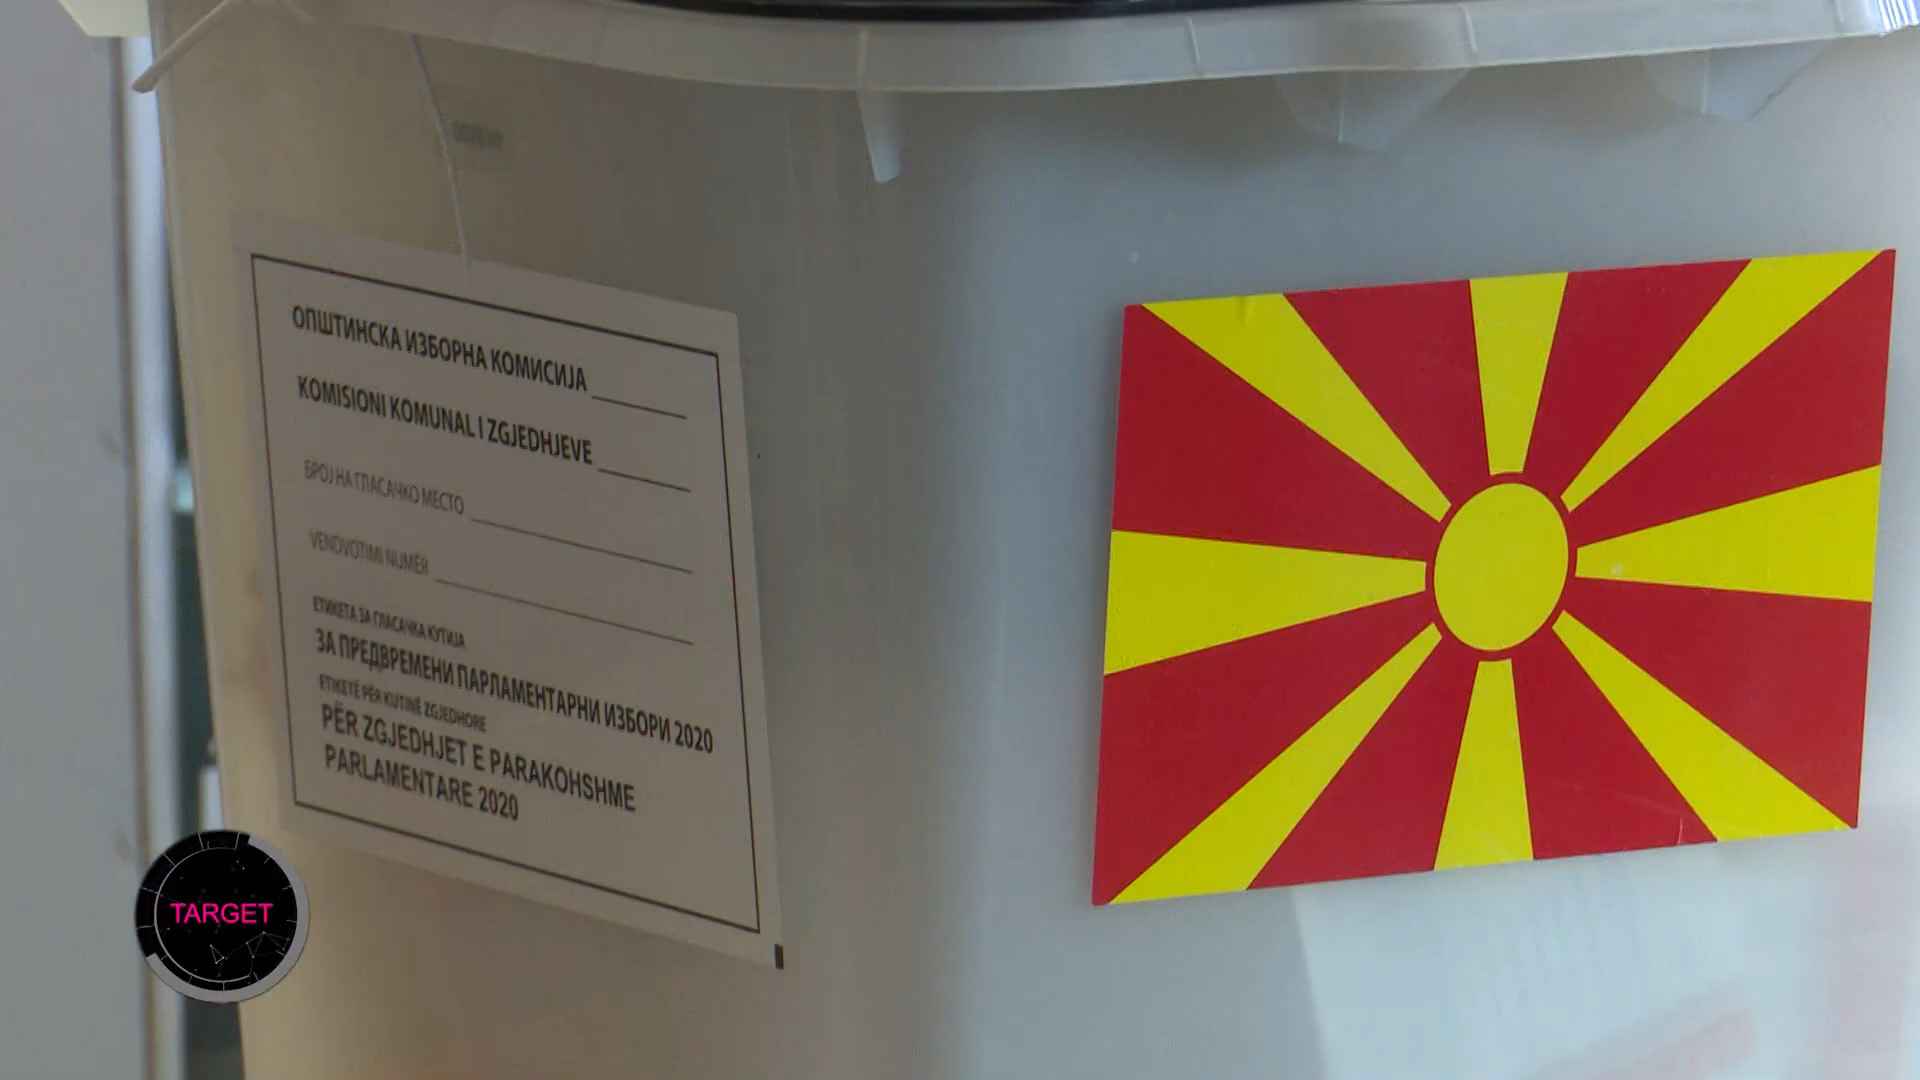 ОПШТИНСКА ИЗБОРНА КОМИСИЈА
KOMISIONI KOMUNAL I ZGJEDHJEVE
БРОЈ НА ГЛАСАЧКО МЕСТО
VENDVOTIMI NUMËR
ЕТИКЕТА ЗА ГЛАСАЧКА КУТИЈА
ЗА ПРЕДВРЕМЕНИ ПАРЛАМЕНТАРНИ ИЗБОРИ 2020
ETIKETË PËR KUTINË ZGJEDHORE
PËR ZGJEDHJET E PARAKOHSHME
PARLAMENTARE 2020
TARGET